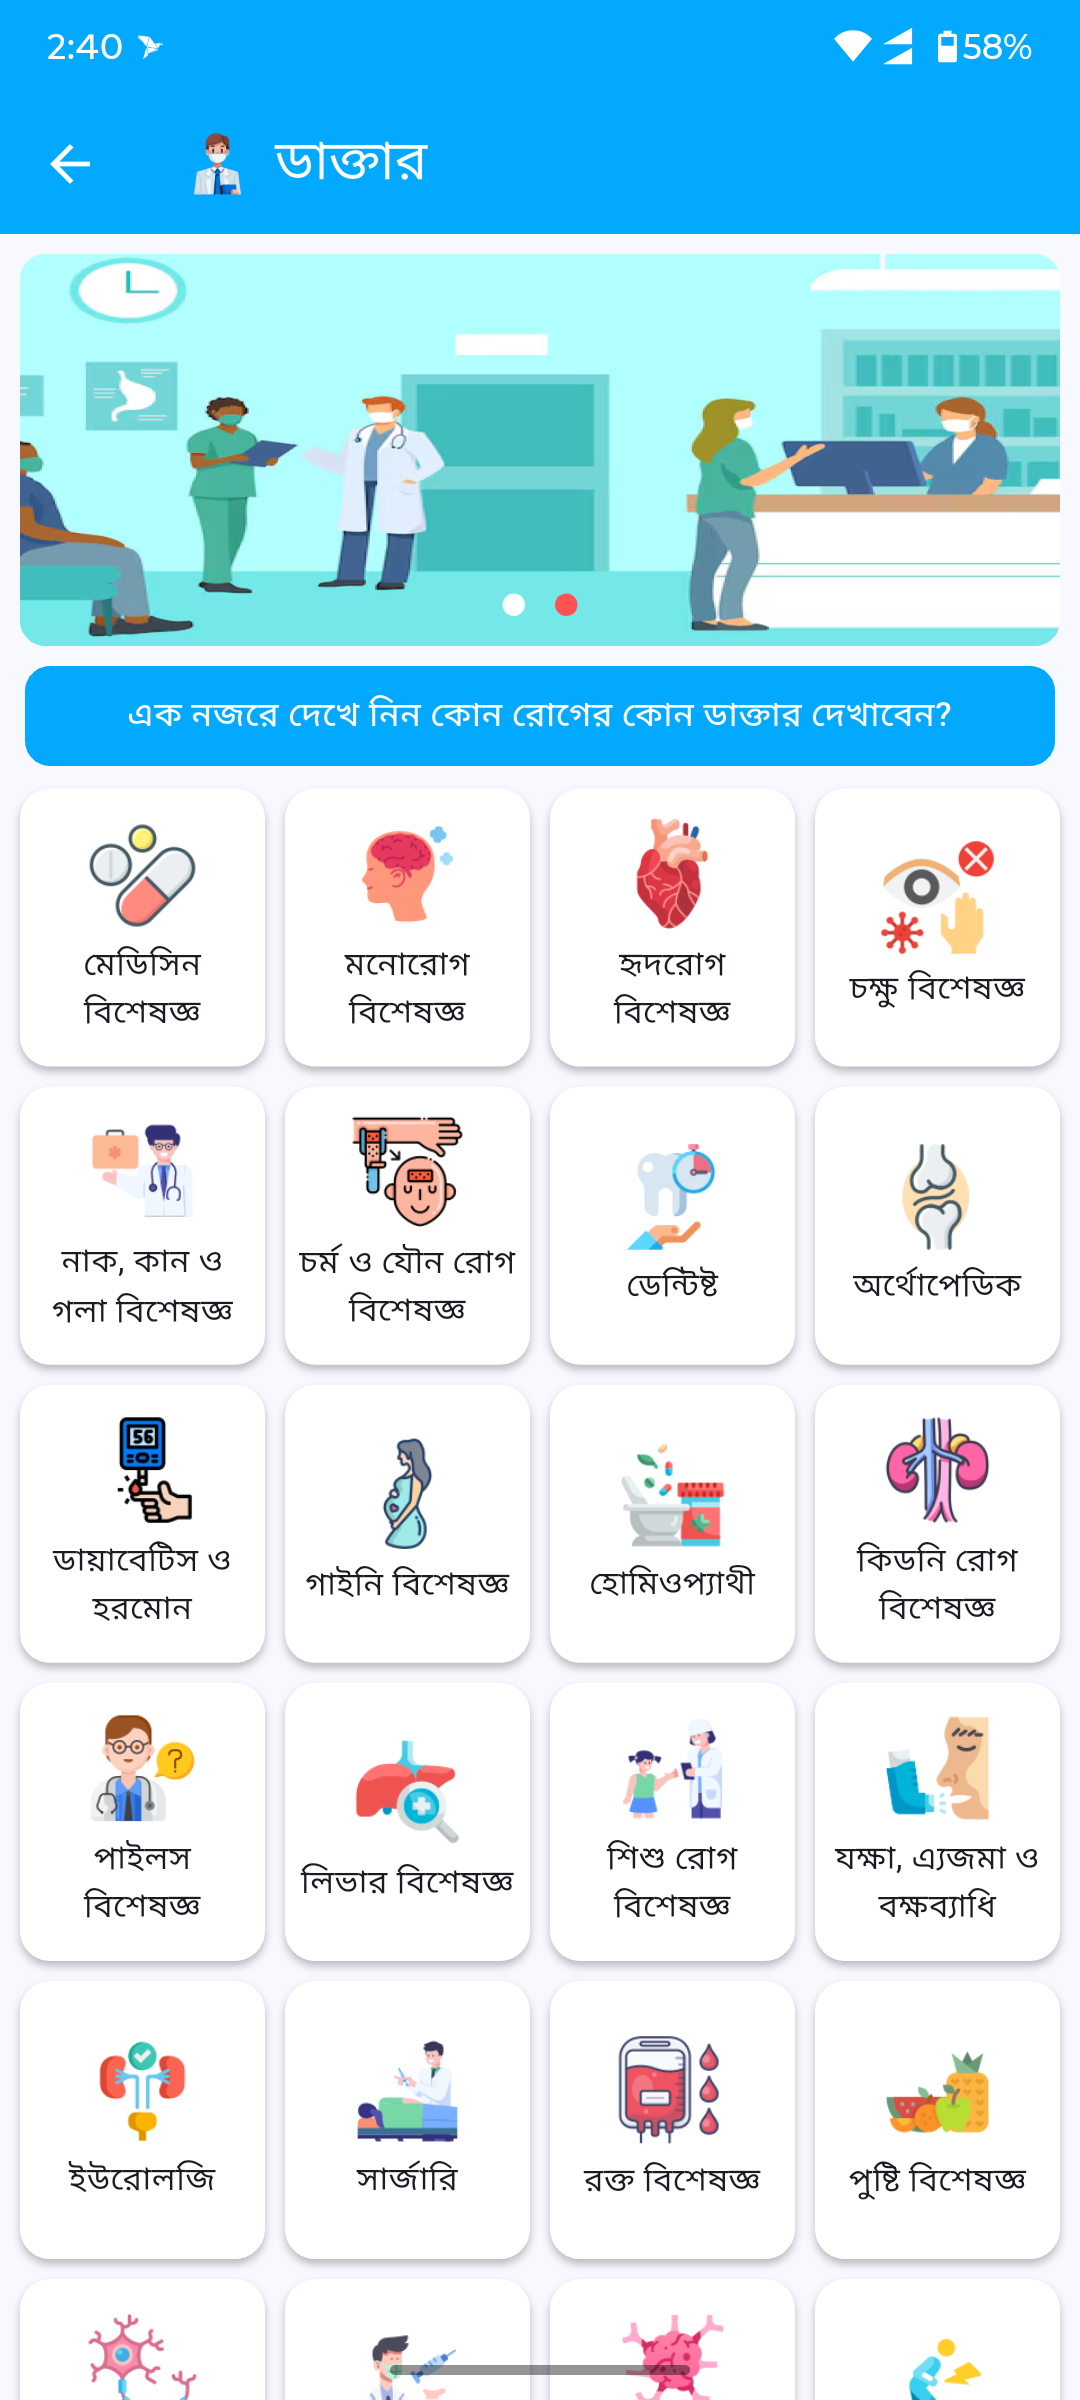 2:40
58%
ডাক্তার
এক নজরে দেখে নিন কোন রোগের কোন ডাক্তার দেখাবেন?
মেডিসিন
বিশেষজ্ঞ
মনোরোগ
বিশেষজ্ঞ
হৃদরোগ
বিশেষজ্ঞ
চক্ষু বিশেষজ্ঞ
নাক, কান ও
গলা বিশেষজ্ঞ
চর্ম ও যৌন রোগ
বিশেষজ্ঞ
ডেন্টিষ্ট
অর্থোপেডিক
56
ডায়াবেটিস ও
হরমোন
গাইনি বিশেষজ্ঞ
হোমিওপ্যাথী
কিডনি রোগ
বিশেষজ্ঞ
?
পাইলস
বিশেষজ্ঞ
লিভার বিশেষজ্ঞ
শিশু রোগ
বিশেষজ্ঞ
যক্ষা, এ্যজমা ও
বক্ষব্যাধি
ইউরোলজি
সার্জারি
রক্ত বিশেষজ্ঞ
পুষ্টি বিশেষজ্ঞ